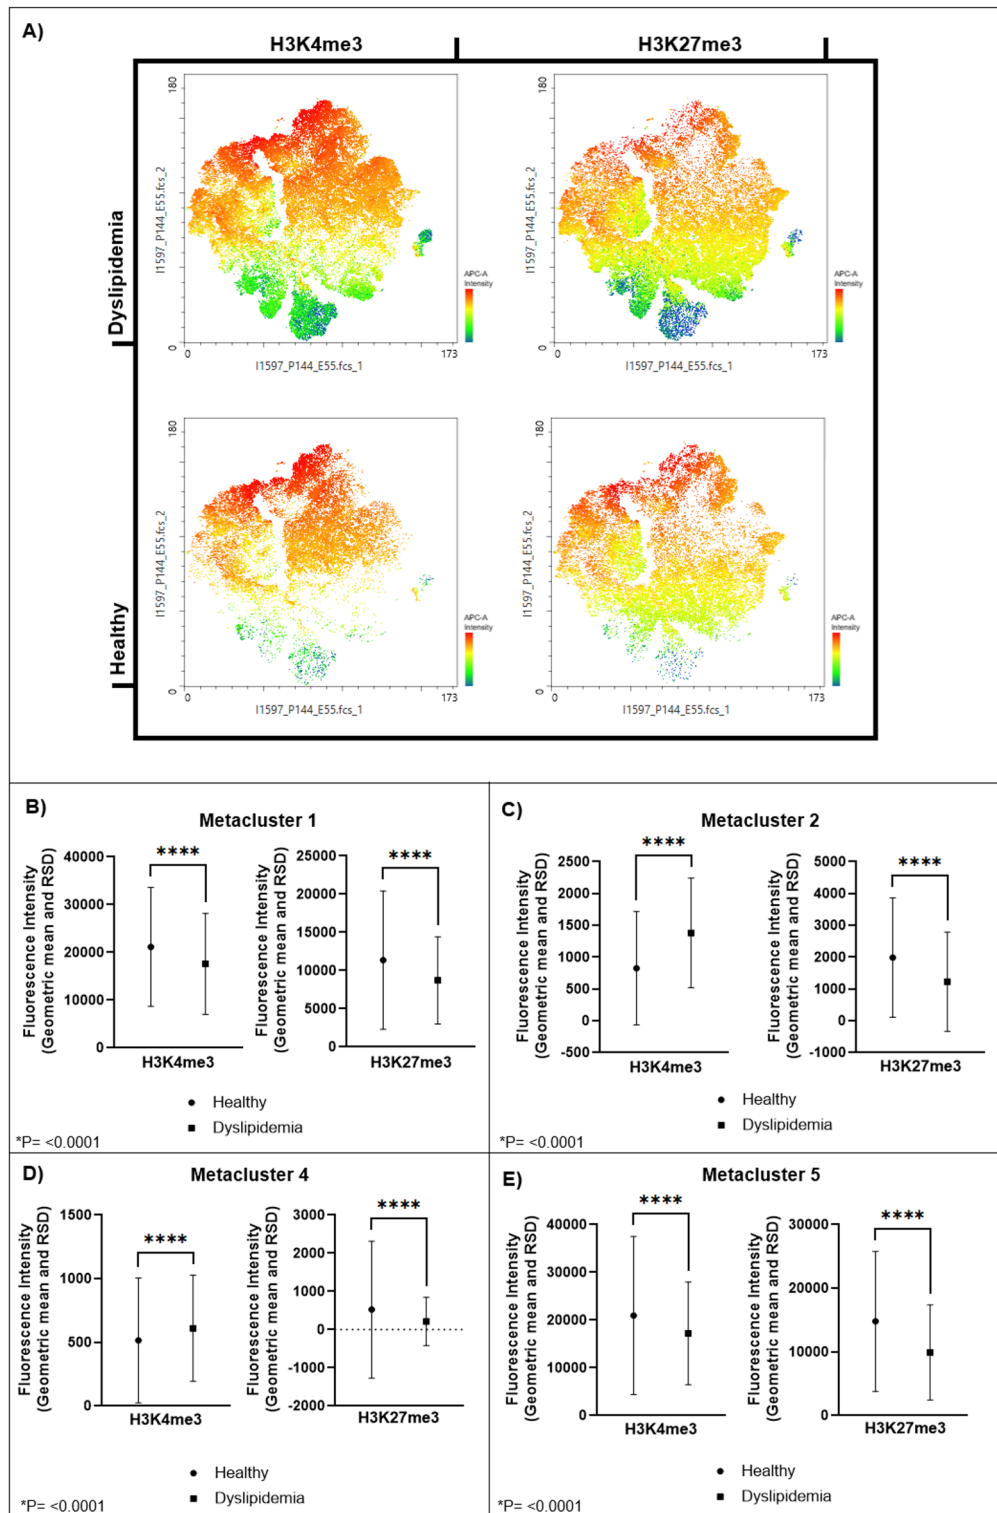 A)
H3K4me3
H3K27me3
Dyslipidemia
180
I1597_P144_E55.fcs_2
0
0
173
I1597_P144_E55.fcs_1
APC-A
Intensity
180
I1597_P144_E55.fcs_2
0
0
173
I1597_P144_E55.fcs_1
APC-A
Intensity
Healthy
180
I1597_P144_E55.fcs_2
0
0
173
I1597_P144_E55.fcs_1
APC-A
Intensity
180
I1597_P144_E55.fcs_2
0
0
173
I1597_P144_E55.fcs_1
APC-A
Intensity
B)
Metacluster 1
Fluorescence Intensity
(Geometric mean and RSD)
40000
30000
20000
10000
0
****
H3K4me3
Fluorescence Intensity
(Geometric mean and RSD)
25000
20000
15000
10000
5000
0
****
H3K27me3
Healthy
Dyslipidemia
*P= <0.0001
C)
Metacluster 2
Fluorescence Intensity
(Geometric mean and RSD)
2500
2000
1500
1000
500
0
-500
****
H3K4me3
Fluorescence Intensity
(Geometric mean and RSD)
5000
4000
3000
2000
1000
0
-1000
****
H3K27me3
Healthy
Dyslipidemia
*P= <0.0001
D)
Metacluster 4
Fluorescence Intensity
(Geometric mean and RSD)
1500
1000
500
0
****
H3K4me3
Fluorescence Intensity
(Geometric mean and RSD)
3000
2000
1000
0
-1000
-2000
****
H3K27me3
Healthy
Dyslipidemia
*P= <0.0001
E)
Metacluster 5
Fluorescence Intensity
(Geometric mean and RSD)
40000
30000
20000
10000
0
****
H3K4me3
Fluorescence Intensity
(Geometric mean and RSD)
30000
20000
10000
0
****
H3K27me3
Healthy
Dyslipidemia
*P= <0.0001